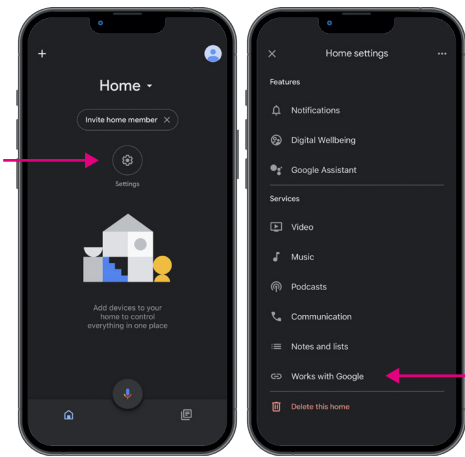 Home
Invite home member
Settings
Add devices to your
home to control
everything in one place
Home settings
Features
Notifications
Digital Wellbeing
Google Assistant
Services
Video
Music
Podcasts
Communication
Notes and lists
Works with Google
Delete this home